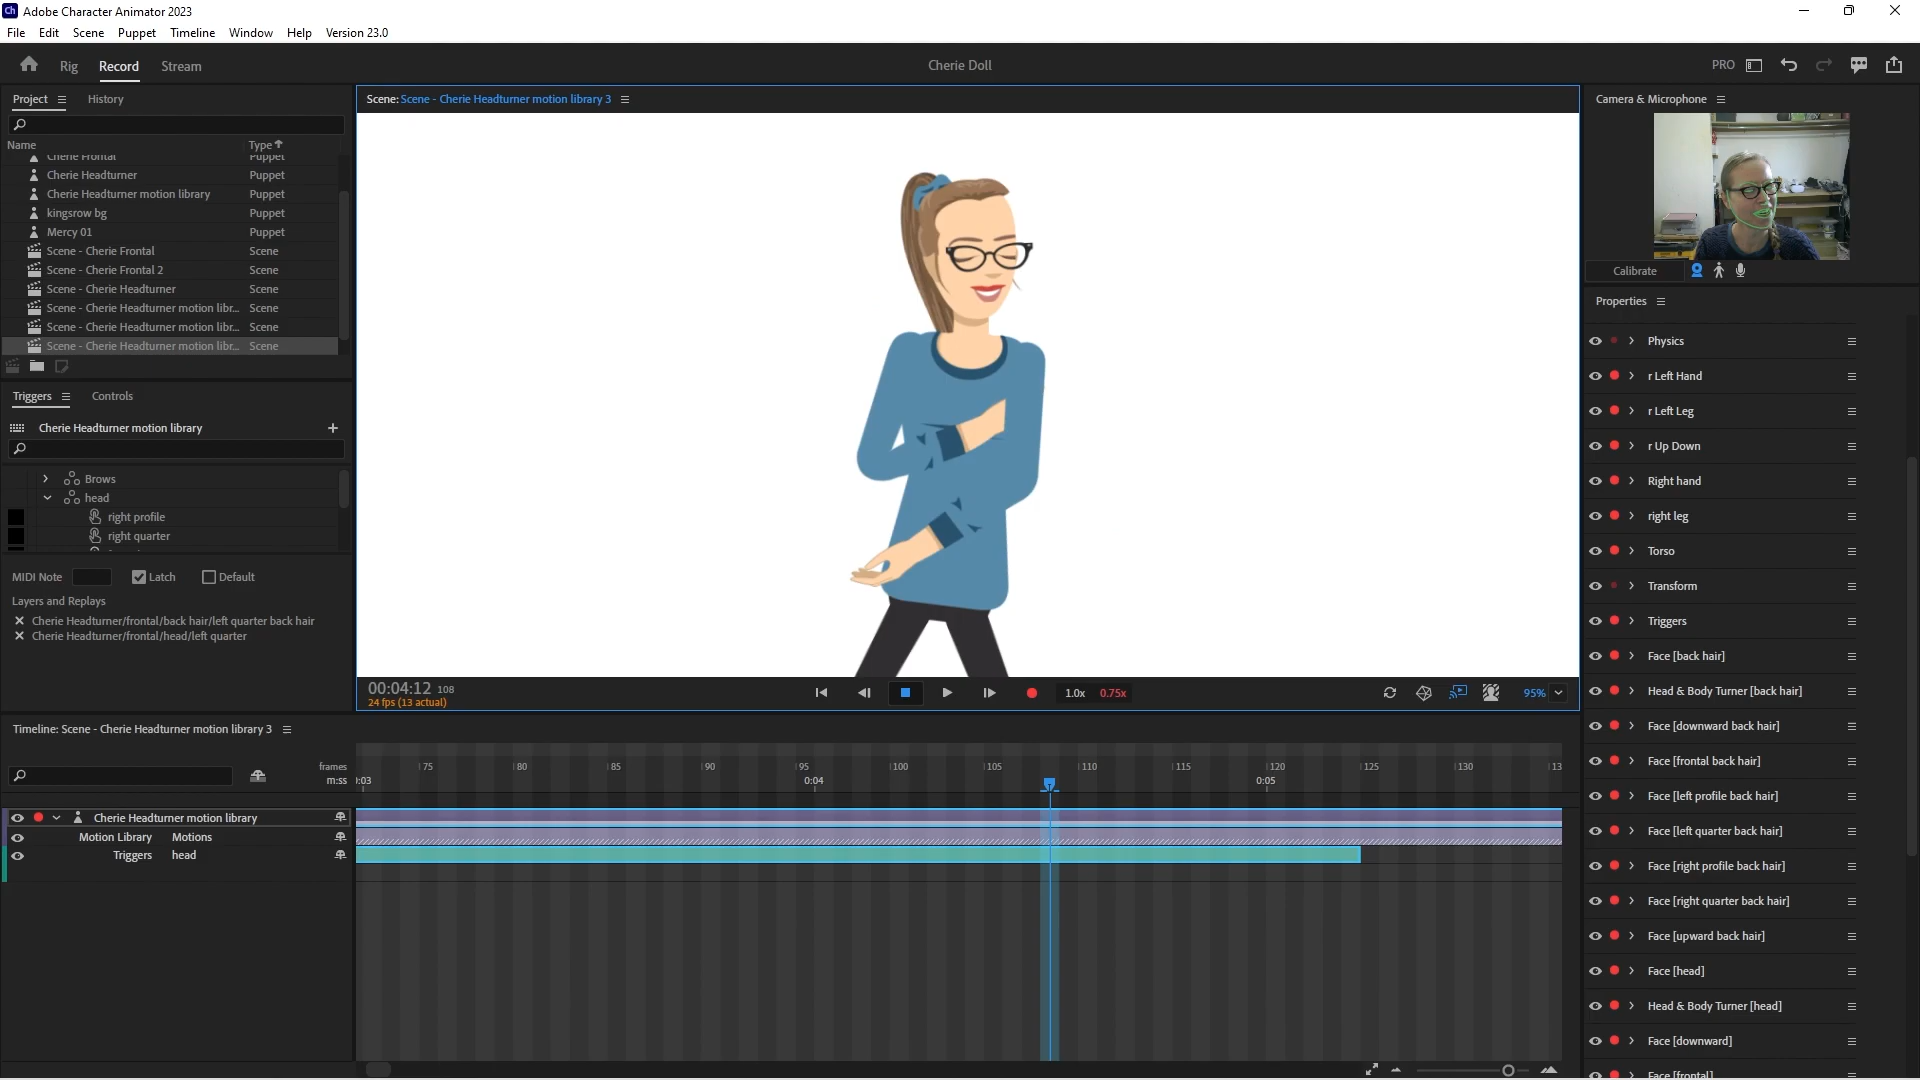 Ch Adobe Character Animator 2023
File Edit Scene Puppet Timeline Window Help Version 23.0
Rig Record Stream
Cherie Doll
PRO
Project History
Name Type
Cherie Frontal Puppet
Cherie Headturner Puppet
Cherie Headturner motion library Puppet
kingsrow bg Puppet
Mercy 01 Puppet
Scene - Cherie Frontal Scene
Scene - Cherie Frontal 2 Scene
Scene - Cherie Headturner Scene
Scene - Cherie Headturner motion libr... Scene
Scene - Cherie Headturner motion libr... Scene
Scene - Cherie Headturner motion libr... Scene
Triggers Controls
Cherie Headturner motion library
Brows
head
right profile
right quarter
MIDI Note Latch Default
Layers and Replays
Cherie Headturner/frontal/back hair/left quarter back hair
Cherie Headturner/frontal/head/left quarter
Scene: Scene - Cherie Headturner motion library 3
00:04:12 108
24 fps (13 actual)
1.0x 0.75x
95%
Camera & Microphone
Calibrate
Properties
Physics
r Left Hand
r Left Leg
r Up Down
Right hand
right leg
Torso
Transform
Triggers
Face [back hair]
Head & Body Turner [back hair]
Face [downward back hair]
Face [frontal back hair]
Face [left profile back hair]
Face [left quarter back hair]
Face [right profile back hair]
Face [right quarter back hair]
Face [upward back hair]
Face [head]
Head & Body Turner [head]
Face [downward]
Face [frontal]
Timeline: Scene - Cherie Headturner motion library 3
frames 75 80 85 90 95 100 105 110 115 120 125 130 13
m:ss 0:03 0:04 0:05
Cherie Headturner motion library
Motion Library Motions
Triggers head